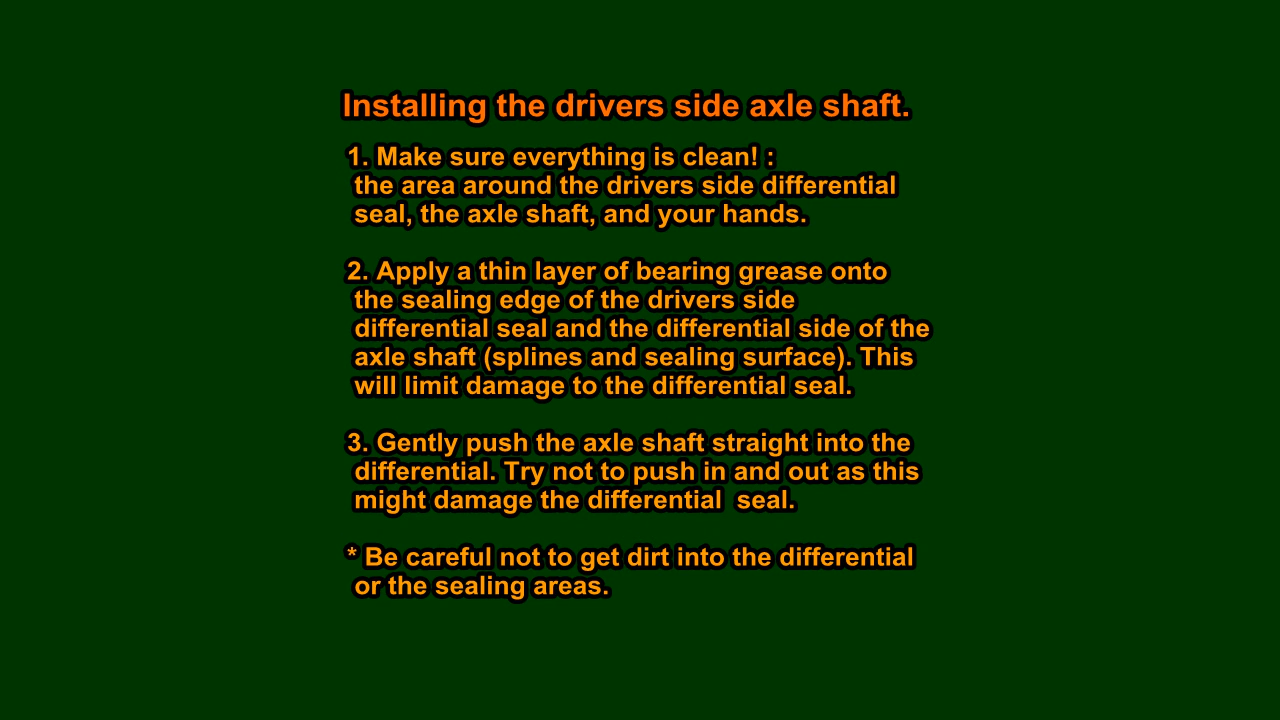 Installing the drivers side axle shaft.
1. Make sure everything is clean! :
the area around the drivers side differential
seal, the axle shaft, and your hands.
2. Apply a thin layer of bearing grease onto
the sealing edge of the drivers side
differential seal and the differential side of the
axle shaft (splines and sealing surface). This
will limit damage to the differential seal.
3. Gently push the axle shaft straight into the
differential. Try not to push in and out as this
might damage the differential  seal.
* Be careful not to get dirt into the differential
or the sealing areas.